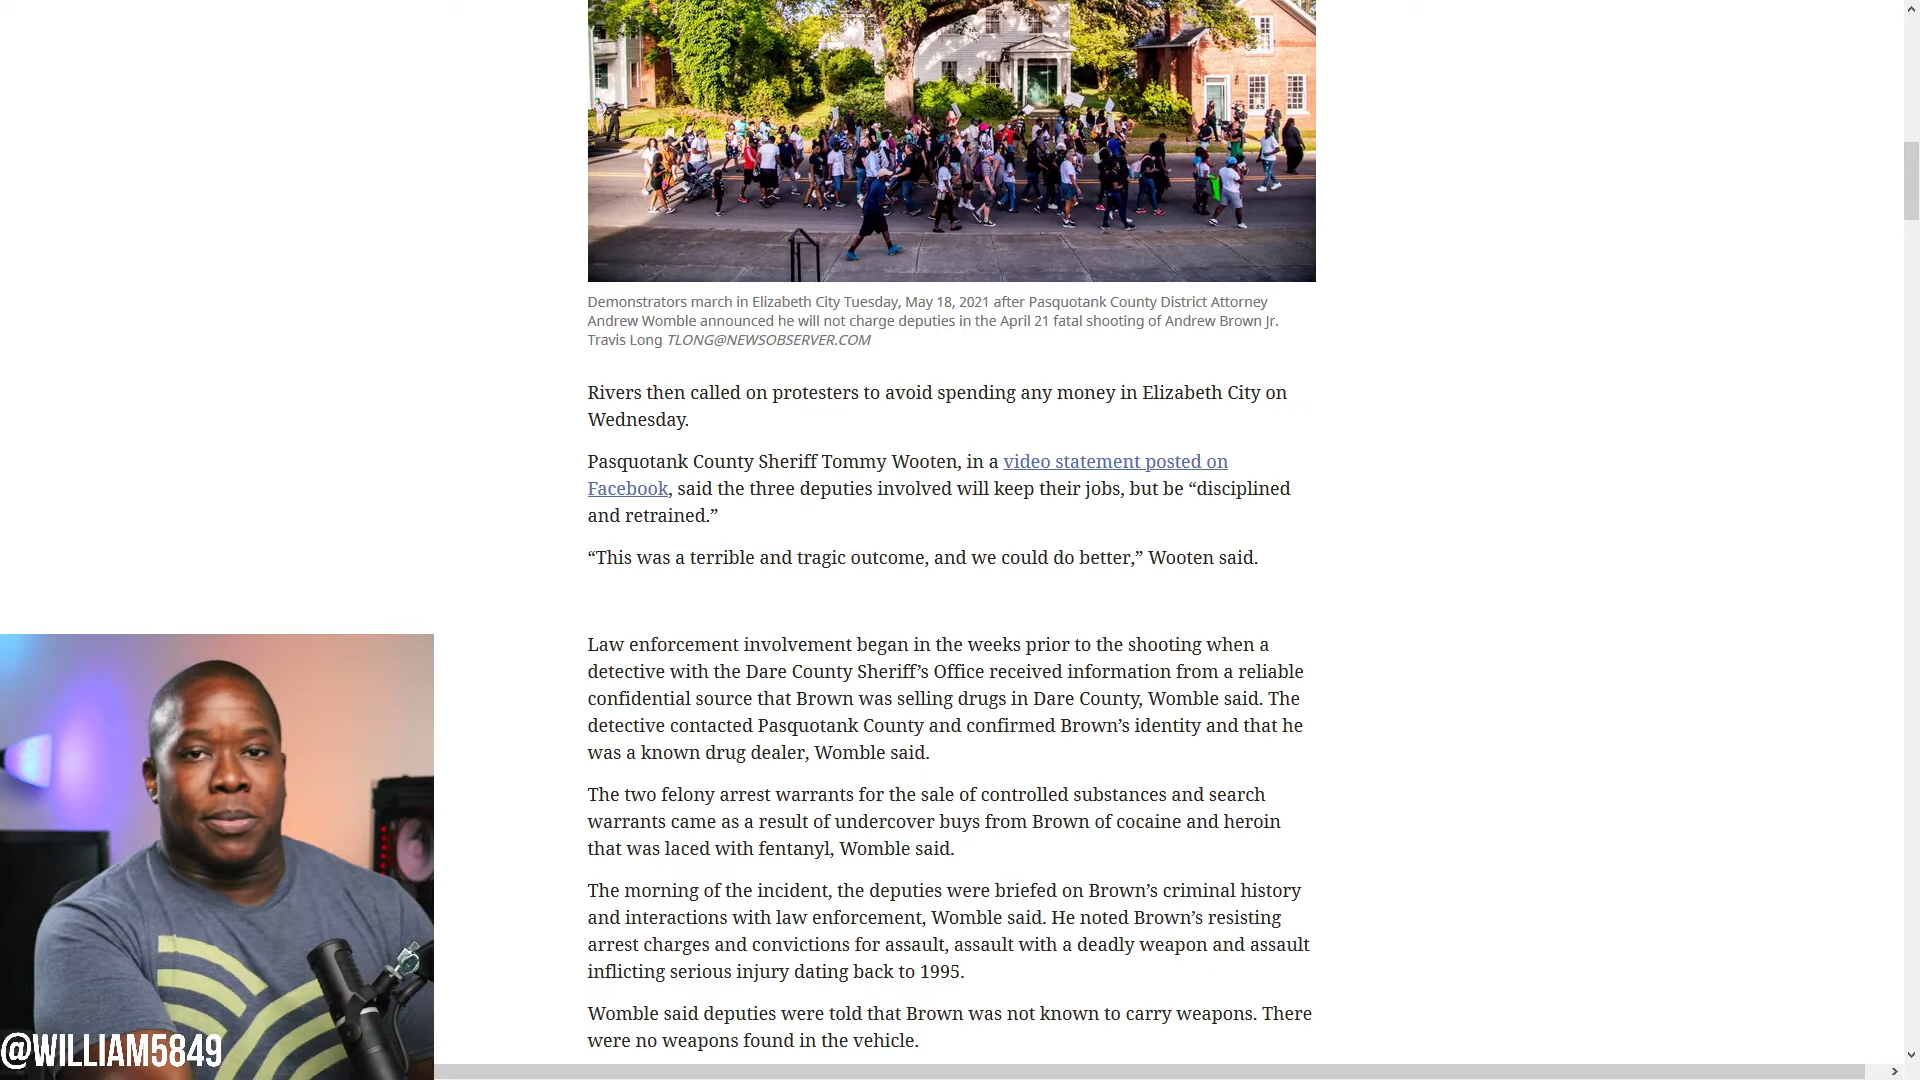 Demonstrators march in Elizabeth City Tuesday, May 18, 2021 after Pasquotank County District Attorney
Andrew Womble announced he will not charge deputies in the April 21 fatal shooting of Andrew Brown Jr.
Travis Long TLONG@NEWSOBSERVER.COM
Rivers then called on protesters to avoid spending any money in Elizabeth City on
Wednesday.
Pasquotank County Sheriff Tommy Wooten, in a video statement posted on
Facebook, said the three deputies involved will keep their jobs, but be “disciplined
and retrained.”
“This was a terrible and tragic outcome, and we could do better,” Wooten said.
Law enforcement involvement began in the weeks prior to the shooting when a
detective with the Dare County Sheriff’s Office received information from a reliable
confidential source that Brown was selling drugs in Dare County, Womble said. The
detective contacted Pasquotank County and confirmed Brown’s identity and that he
was a known drug dealer, Womble said.
The two felony arrest warrants for the sale of controlled substances and search
warrants came as a result of undercover buys from Brown of cocaine and heroin
that was laced with fentanyl, Womble said.
The morning of the incident, the deputies were briefed on Brown’s criminal history
and interactions with law enforcement, Womble said. He noted Brown’s resisting
arrest charges and convictions for assault, assault with a deadly weapon and assault
inflicting serious injury dating back to 1995.
Womble said deputies were told that Brown was not known to carry weapons. There
were no weapons found in the vehicle.
@WILLIAM5849